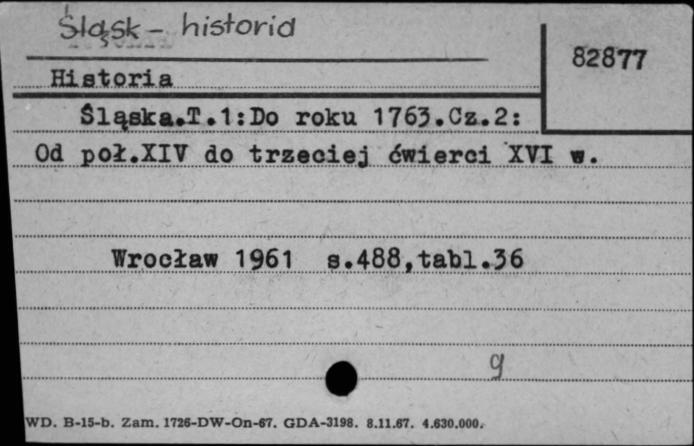 Śląsk - historia
82877
Historia
Śląska.T.1:Do roku 1763.Cz.2:
Od poł.XIV do trzeciej ćwierci XVI w.
Wrocław 1961 s.488,tabl.36
g
WD. B-15-b. Zam. 1726-DW-On-67. GDA-3198. 8.11.67. 4.630.000.